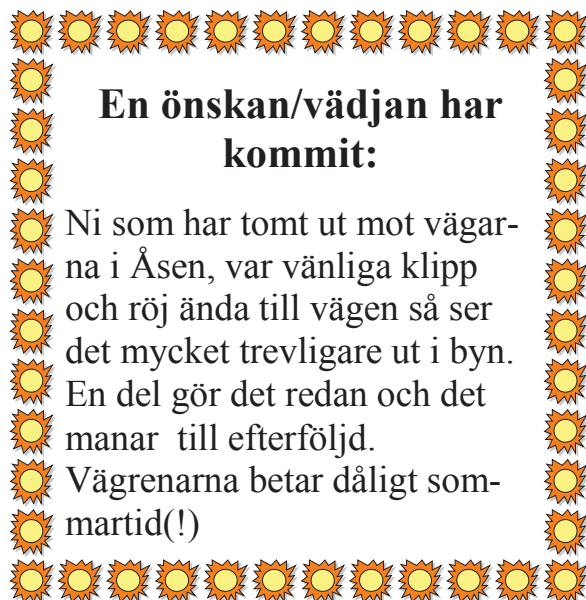 En önskan/vädjan har
kommit:
Ni som har tomt ut mot vägar-
na i Åsen, var vänliga klipp
och röj ända till vägen så ser
det mycket trevligare ut i byn.
En del gör det redan och det
manar  till efterföljd.
Vägrenarna betar dåligt som-
martid(!)